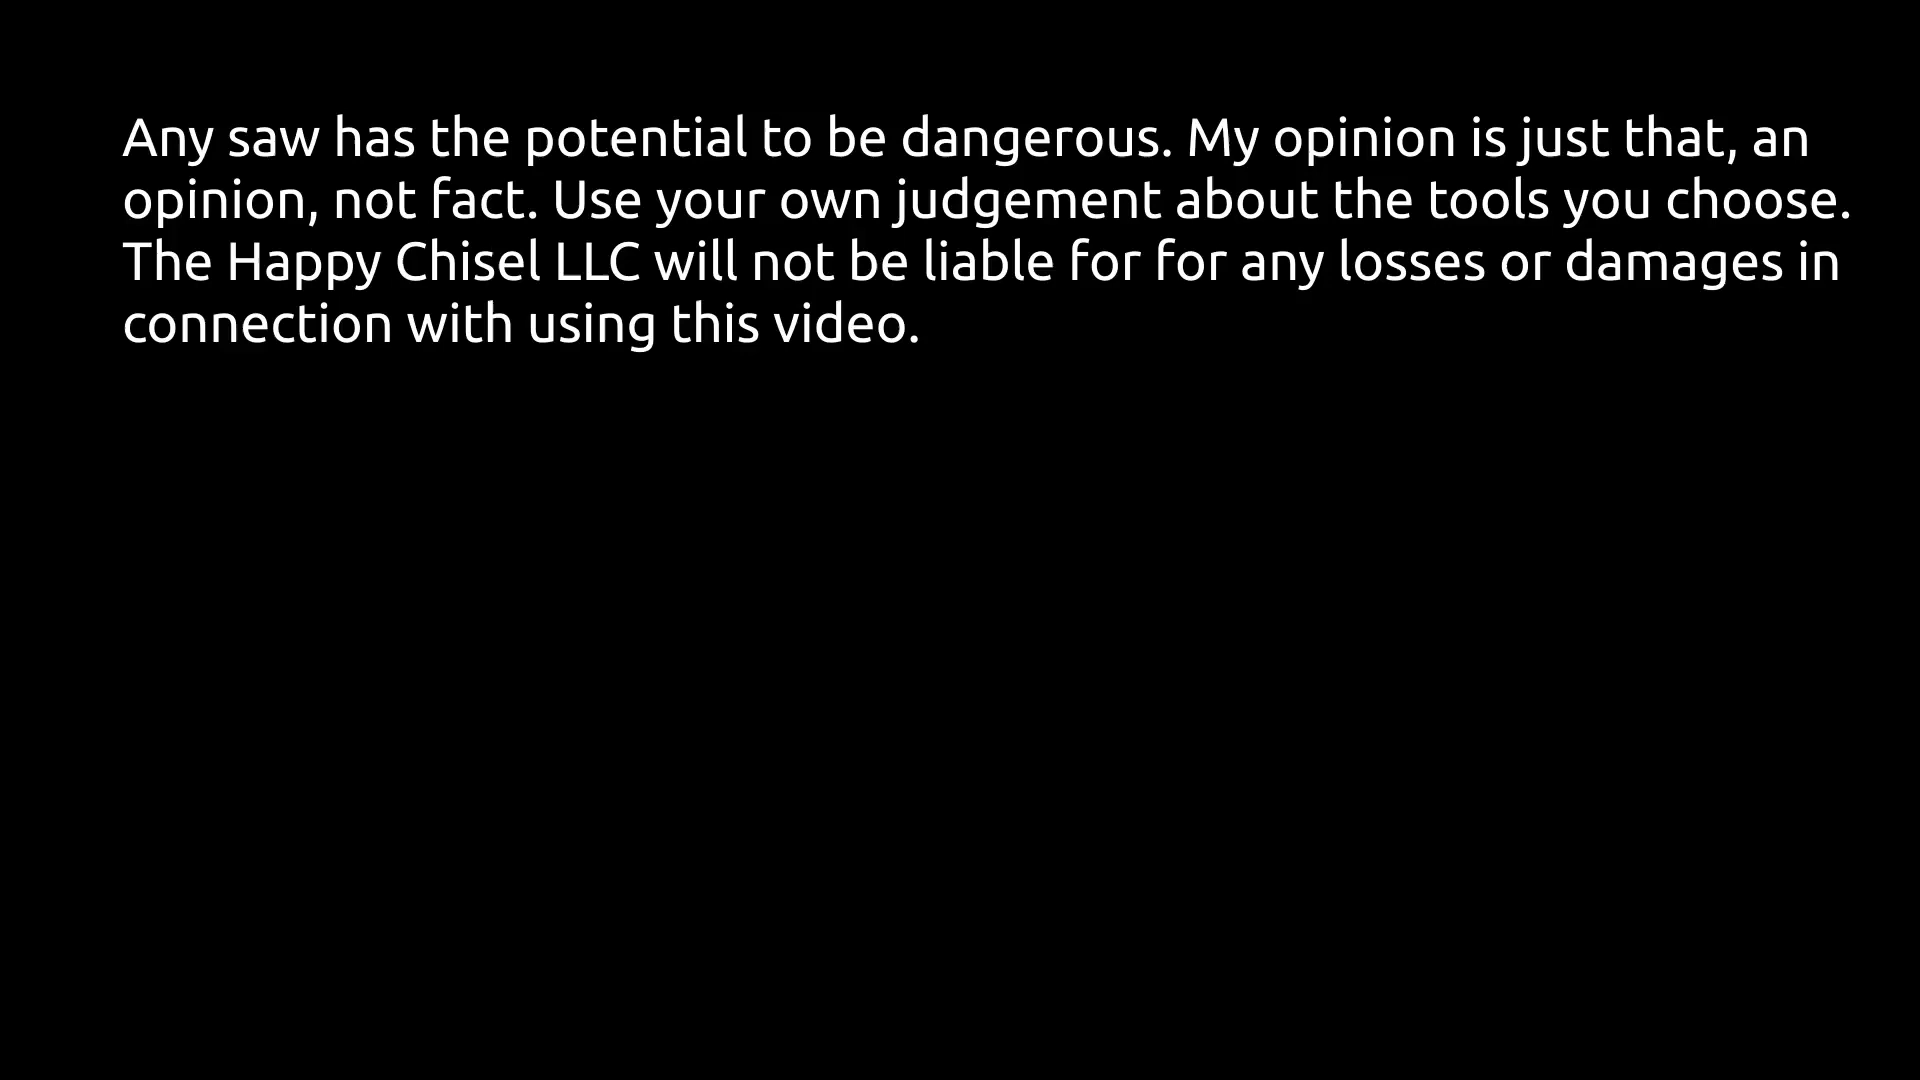 Any saw has the potential to be dangerous. My opinion is just that, an
opinion, not fact. Use your own judgement about the tools you choose.
The Happy Chisel LLC will not be liable for for any losses or damages in
connection with using this video.